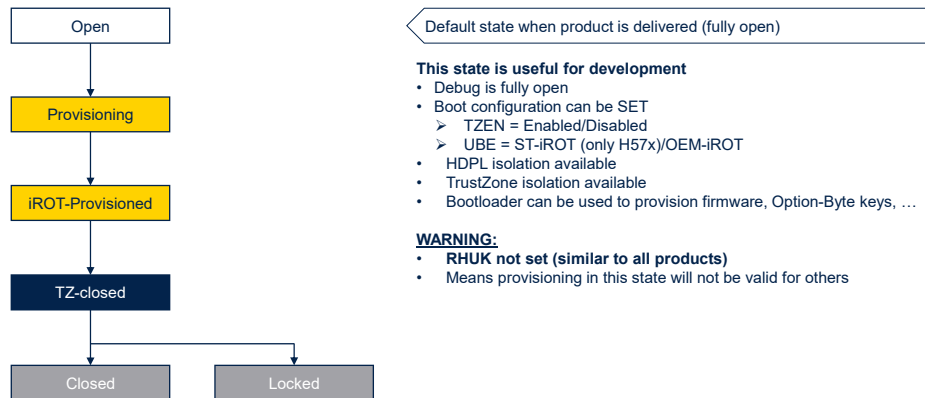 Open
Provisioning
iROT-Provisioned
TZ-closed
Closed
Locked
Default state when product is delivered (fully open)
This state is useful for development
• Debug is fully open
• Boot configuration can be SET
➢ TZEN = Enabled/Disabled
➢ UBE = ST-iROT (only H57x)/OEM-iROT
• HDPL isolation available
• TrustZone isolation available
• Bootloader can be used to provision firmware, Option-Byte keys, …
WARNING:
• RHUK not set (similar to all products)
• Means provisioning in this state will not be valid for others